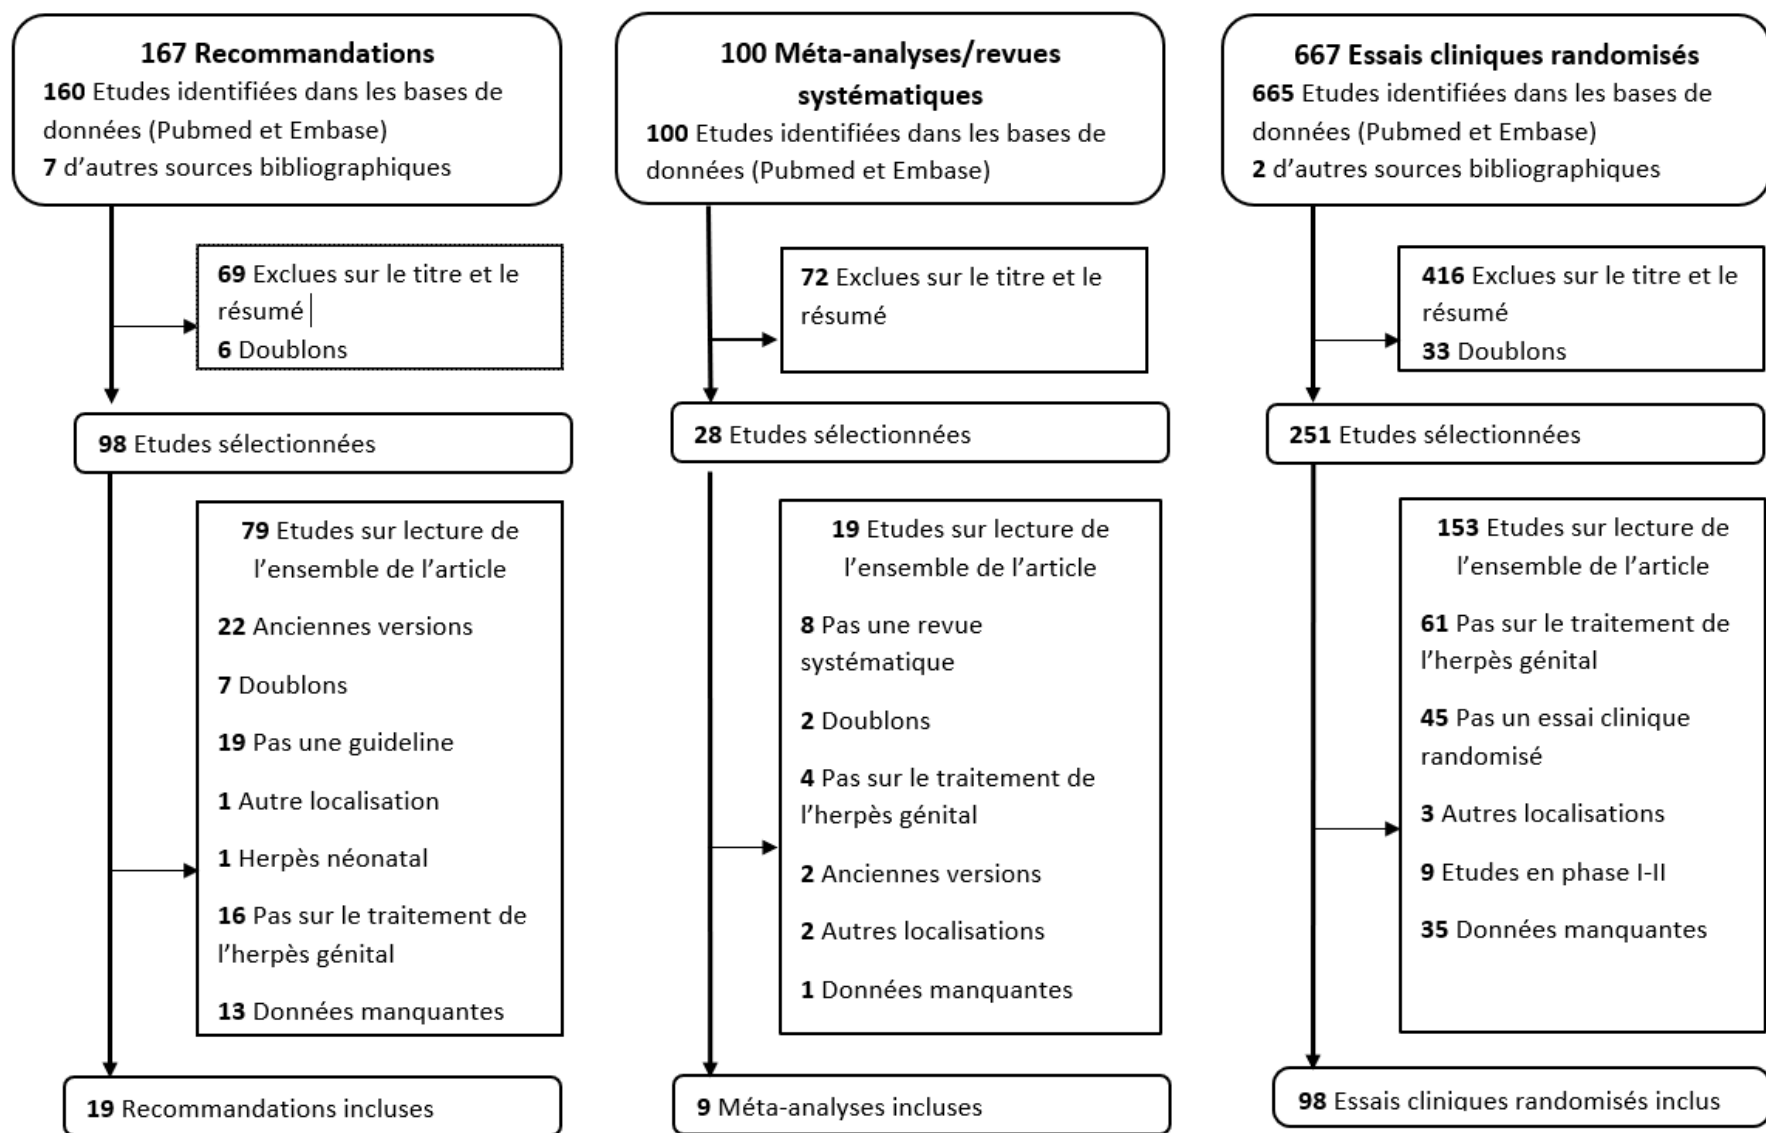 167 Recommandations
160 Etudes identifiées dans les bases de
données (Pubmed et Embase)
7 d’autres sources bibliographiques
69 Exclues sur le titre et le
résumé
6 Doublons
98 Etudes sélectionnées
79 Etudes sur lecture de
l’ensemble de l’article
22 Anciennes versions
7 Doublons
19 Pas une guideline
1 Autre localisation
1 Herpès néonatal
16 Pas sur le traitement de
l’herpès génital
13 Données manquantes
19 Recommandations incluses
100 Méta-analyses/revues
systématiques
100 Etudes identifiées dans les bases de
données (Pubmed et Embase)
72 Exclues sur le titre et le
résumé
28 Etudes sélectionnées
19 Etudes sur lecture de
l’ensemble de l’article
8 Pas une revue
systématique
2 Doublons
4 Pas sur le traitement de
l’herpès génital
2 Anciennes versions
2 Autres localisations
1 Données manquantes
9 Méta-analyses incluses
667 Essais cliniques randomisés
665 Etudes identifiées dans les bases de
données (Pubmed et Embase)
2 d’autres sources bibliographiques
416 Exclues sur le titre et le
résumé
33 Doublons
251 Etudes sélectionnées
153 Etudes sur lecture de
l’ensemble de l’article
61 Pas sur le traitement de
l’herpès génital
45 Pas un essai clinique
randomisé
3 Autres localisations
9 Etudes en phase I-II
35 Données manquantes
98 Essais cliniques randomisés inclus